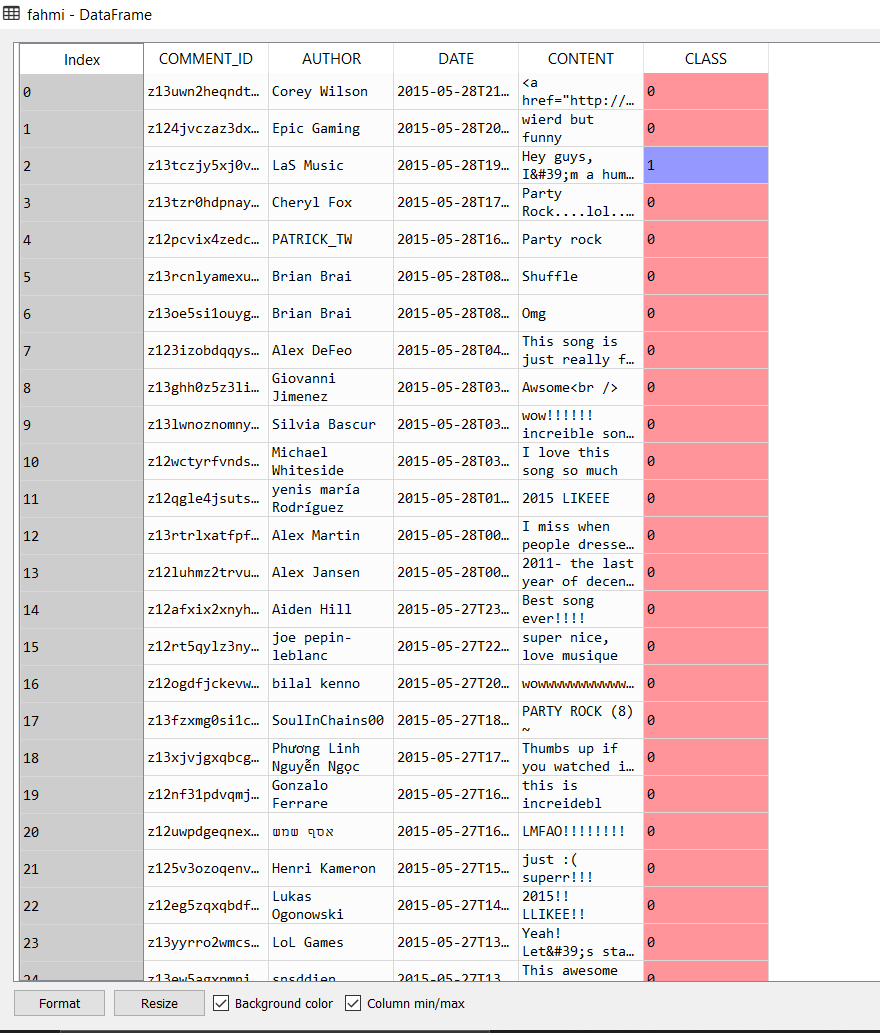 fahmi - DataFrame
Index COMMENT_ID AUTHOR DATE CONTENT CLASS
0 z13uwn2heqndt… Corey Wilson 2015-05-28T21… <a href="http://… 0
1 z124jvczaz3dx… Epic Gaming 2015-05-28T20… wierd but funny 0
2 z13tczjy5xj0v… LaS Music 2015-05-28T19… Hey guys, I&#39;m a hum… 1
3 z13tzr0hdpnay… Cheryl Fox 2015-05-28T17… Party Rock....lol..… 0
4 z12pcvix4zedc… PATRICK_TW 2015-05-28T16… Party rock 0
5 z13rcnlyamexu… Brian Brai 2015-05-28T08… Shuffle 0
6 z13oe5si1ouyg… Brian Brai 2015-05-28T08… Omg 0
7 z123izobdqqys… Alex DeFeo 2015-05-28T04… This song is just really f… 0
8 z13ghh0z5z3li… Giovanni Jimenez 2015-05-28T03… Awsome<br /> 0
9 z13lwnoznomny… Silvia Bascur 2015-05-28T03… wow!!!!!! increible son… 0
10 z12wctyrfvnds… Michael Whiteside 2015-05-28T03… I love this song so much 0
11 z12qgle4jsuts… yenis maría Rodríguez 2015-05-28T01… 2015 LIKEEE 0
12 z13rtrlxatfpf… Alex Martin 2015-05-28T00… I miss when people dresse… 0
13 z12luhmz2trvu… Alex Jansen 2015-05-28T00… 2011- the last year of decen… 0
14 z12afxix2xnyh… Aiden Hill 2015-05-27T23… Best song ever!!!! 0
15 z12rt5qylz3ny… joe pepin-leblanc 2015-05-27T22… super nice, love musique 0
16 z12ogdfjckevw… bilal kenno 2015-05-27T20… wowwwwwwwwwww… 0
17 z13fzxmg0si1c… SoulInChains00 2015-05-27T18… PARTY ROCK (8) ~ 0
18 z13xjvjgxqbcg… Phương Linh Nguyễn Ngọc 2015-05-27T17… Thumbs up if you watched i… 0
19 z12nf31pdvqmj… Gonzalo Ferrare 2015-05-27T16… this is increidebl 0
20 z12uwpdgeqnex… אסף שמש 2015-05-27T16… LMFAO!!!!!!!! 0
21 z125v3ozoqenv… Henri Kameron 2015-05-27T15… just :( superr!!! 0
22 z12eg5zqxqbdf… Lukas Ogonowski 2015-05-27T14… 2015!! LLIKEE!! 0
23 z13yyrro2wmcs… LoL Games 2015-05-27T13… Yeah! Let&#39;s sta… 0
24 2015-05-27T13 This awesome 0
Format Resize Background color Column min/max